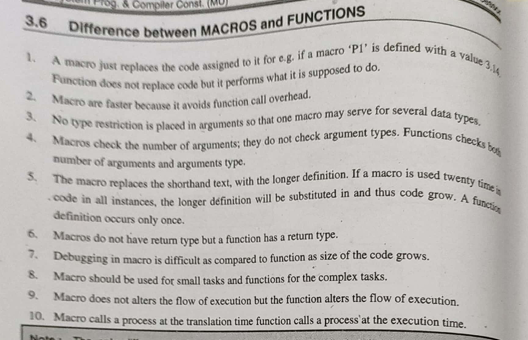 Prog. & Compiler Const. (MU)
3.6 Difference between MACROS and FUNCTIONS
1. A macro just replaces the code assigned to it for e.g. if a macro 'P1' is defined with a value 3.14.
Function does not replace code but it performs what it is supposed to do.
2. Macro are faster because it avoids function call overhead.
3. No type restriction is placed in arguments so that one macro may serve for several data types.
4. Macros check the number of arguments; they do not check argument types. Functions checks both
number of arguments and arguments type.
5. The macro replaces the shorthand text, with the longer definition. If a macro is used twenty time in
code in all instances, the longer definition will be substituted in and thus code grow. A function
definition occurs only once.
6. Macros do not have return type but a function has a return type.
7. Debugging in macro is difficult as compared to function as size of the code grows.
8. Macro should be used for small tasks and functions for the complex tasks.
9. Macro does not alters the flow of execution but the function alters the flow of execution.
10. Macro calls a process at the translation time function calls a process at the execution time.